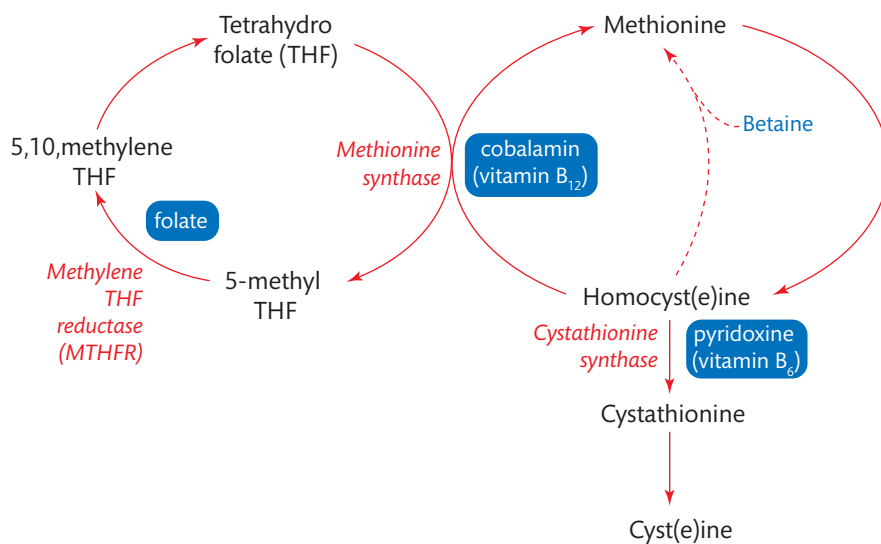 Tetrahydro
folate (THF)
Methionine
5,10,methylene
THF
Methionine
synthase
cobalamin
(vitamin B12)
Betaine
folate
Methylene
THF
reductase
(MTHFR)
5-methyl
THF
Homocyst(e)ine
Cystathionine
synthase
pyridoxine
(vitamin B6)
Cystathionine
Cyst(e)ine